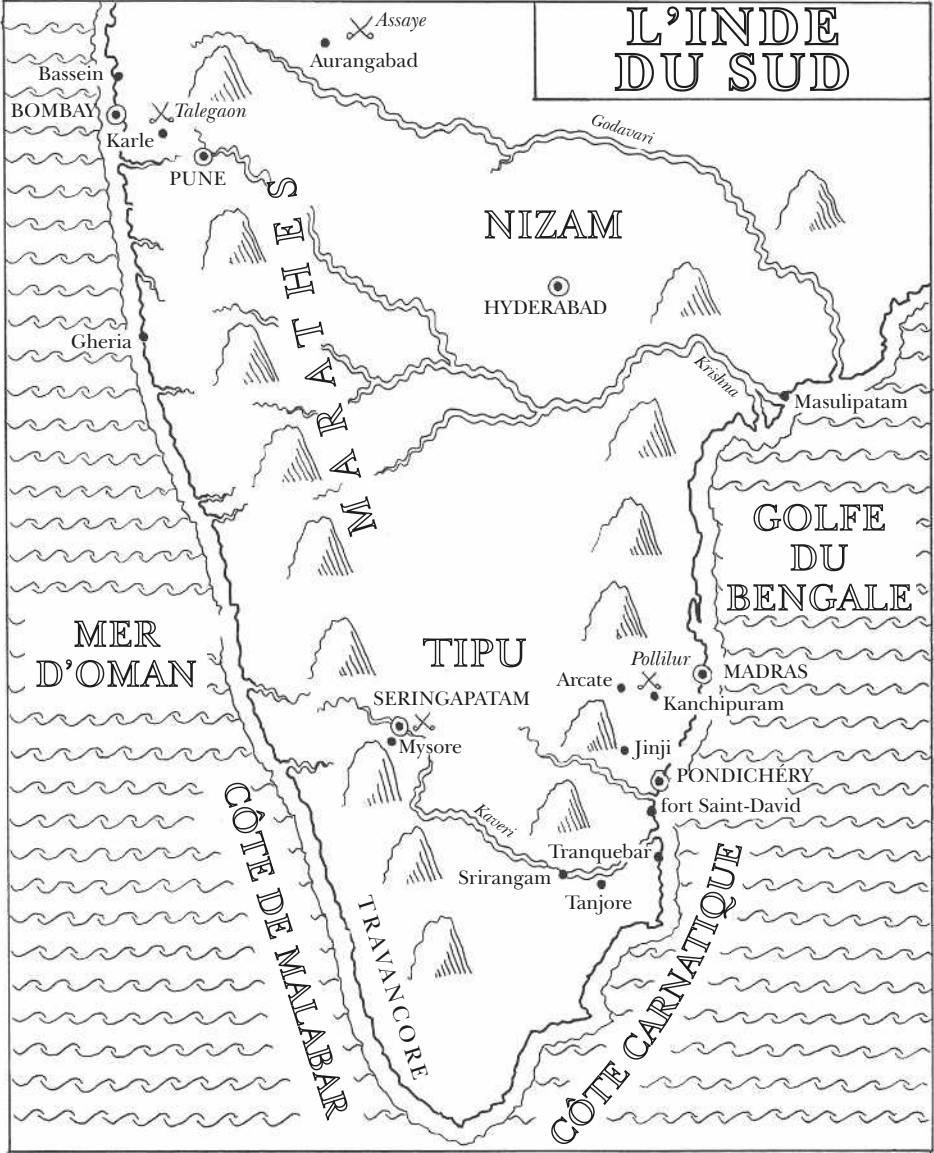 L'INDE
DU SUD
Assaye
Aurangabad
Bassein
BOMBAY
Talegaon
Karle
PUNE
Godavari
MARATHES
NIZAM
HYDERABAD
Gheria
Krishna
Masulipatam
GOLFE
DU
BENGALE
MER
D'OMAN
TIPU
Pollilur
MADRAS
Arcate
Kanchipuram
SERINGAPATAM
Mysore
Jinji
PONDICHÉRY
fort Saint-David
Kaveri
Tranquebar
Srirangam
Tanjore
CÔTE DE MALABAR
TRAVANCORE
CÔTE CARNATIQUE